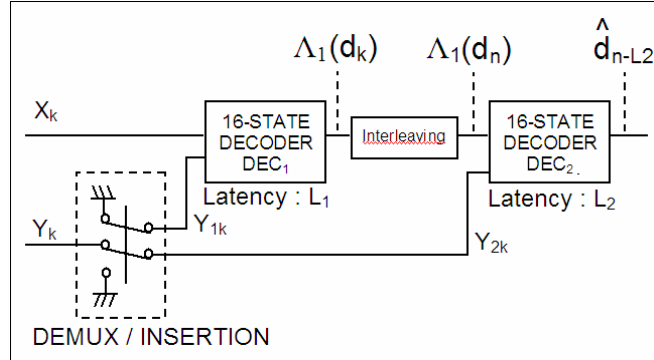 Λ₁(dₖ)
Λ₁(dₙ)
d̂ₙ₋L₂
Xₖ
16-STATE
DECODER
DEC₁
Interleaving
16-STATE
DECODER
DEC₂.
Latency : L₁
Latency : L₂
Yₖ
Y₁ₖ
Y₂ₖ
DEMUX / INSERTION